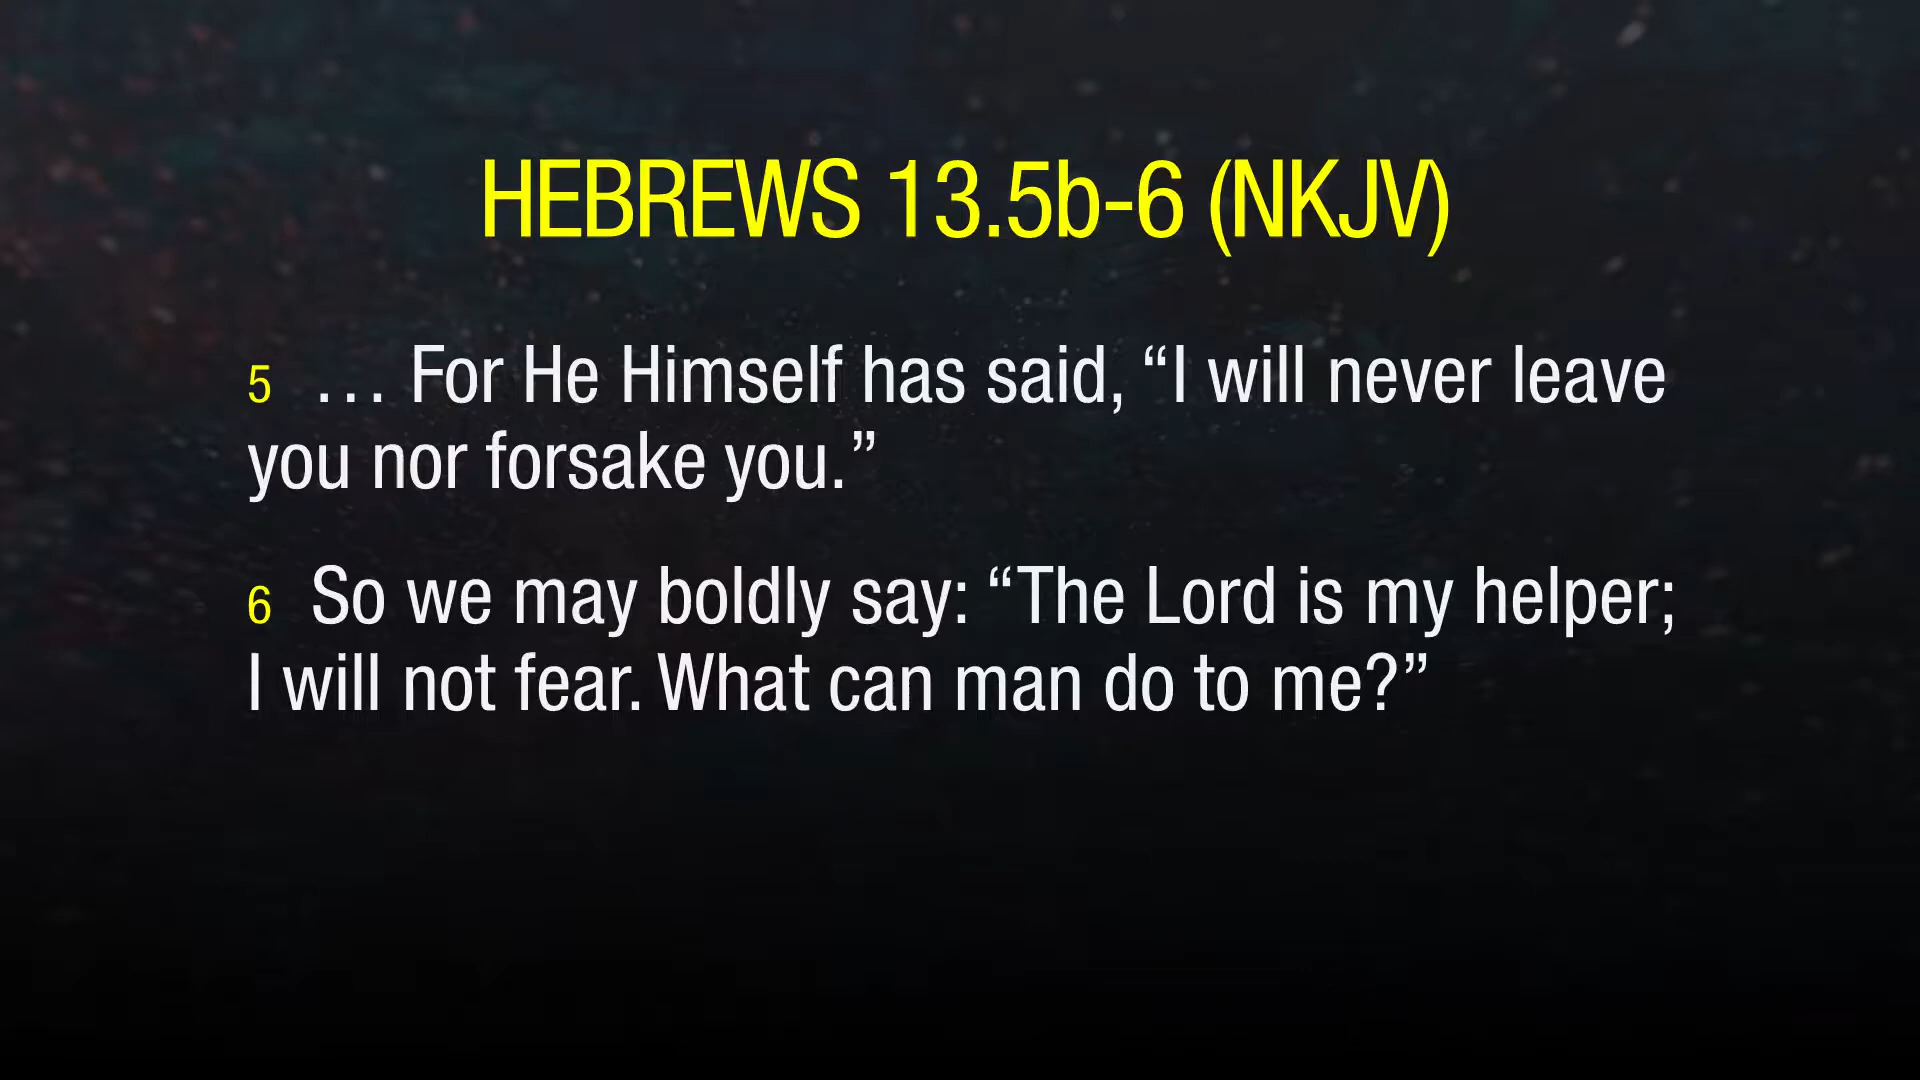 HEBREWS 13.5b-6 (NKJV)
5 … For He Himself has said, “I will never leave
you nor forsake you.”
6 So we may boldly say: “The Lord is my helper;
I will not fear. What can man do to me?”